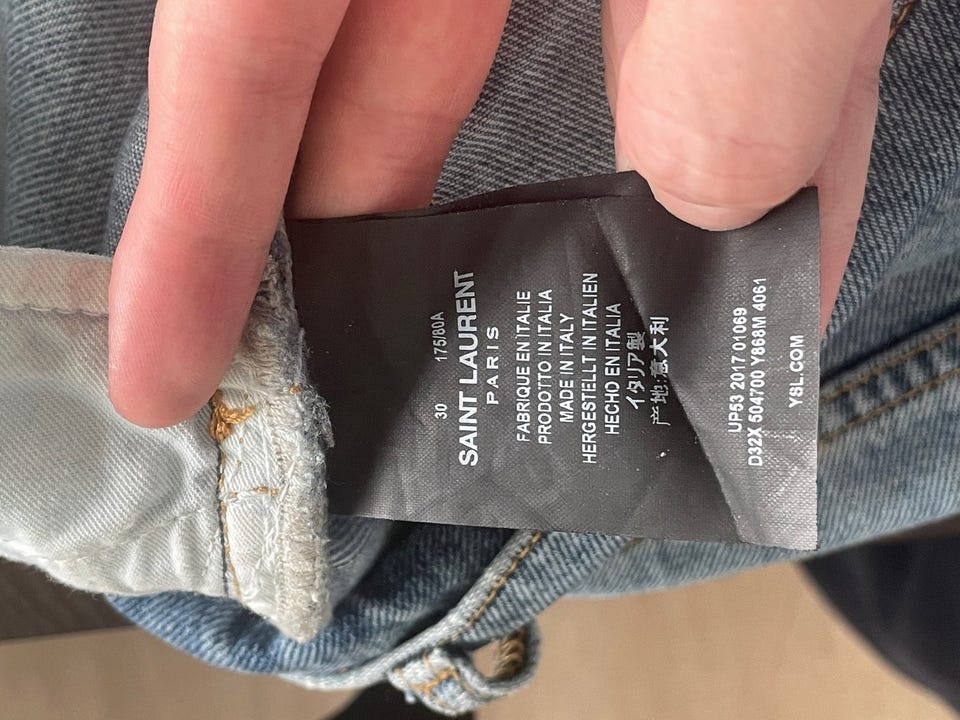 30 175/80A
SAINT LAURENT
PARIS
FABRIQUE EN ITALIE
PRODOTTO IN ITALIA
MADE IN ITALY
HERGESTELLT IN ITALIEN
HECHO EN ITALIA
イタリア製
产地:意大利
UP53 2017 01069
D32X 504700 Y868M 4061
YSL.COM